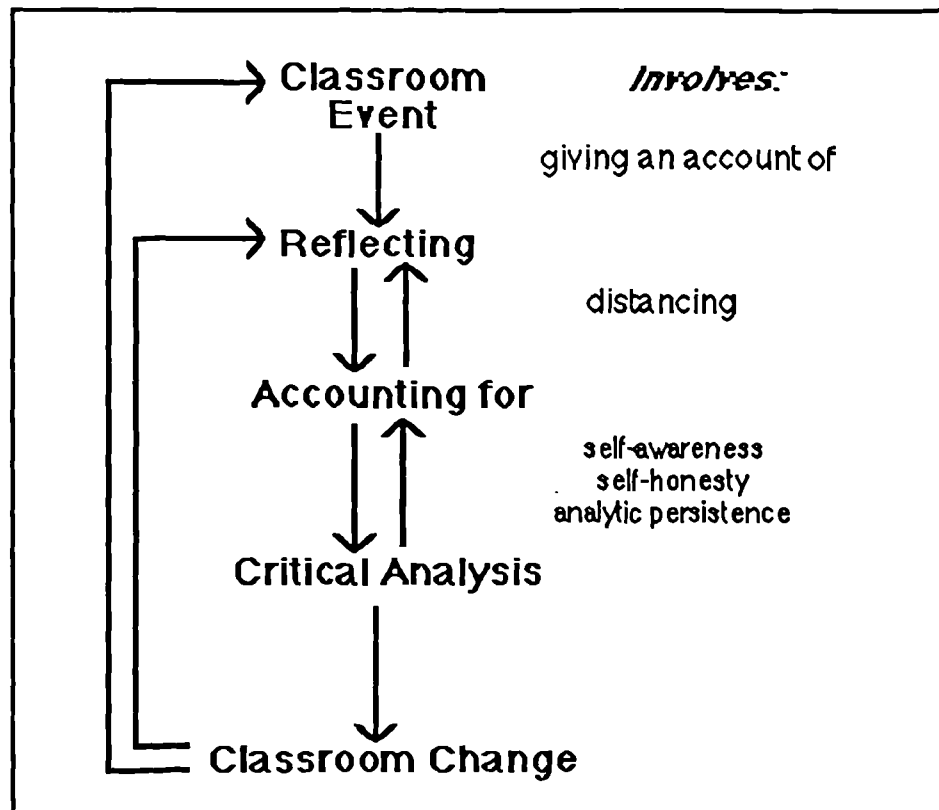 Classroom
Event
Involves:
giving an account of
Reflecting
distancing
Accounting for
self-awareness
self-honesty
analytic persistence
Critical Analysis
Classroom Change